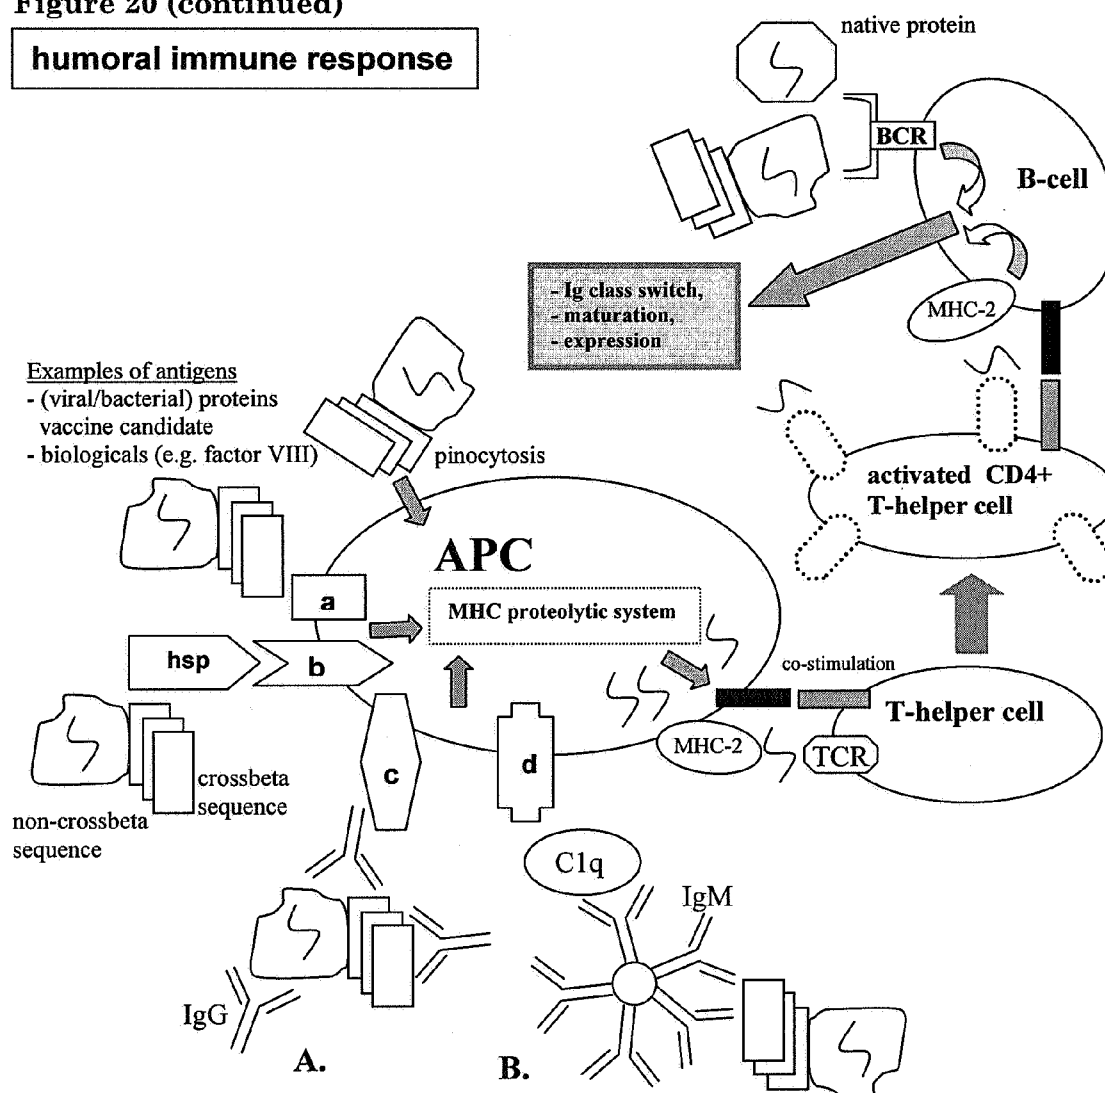 Figure 20 (continued)
humoral immune response
native protein
BCR
B-cell
- Ig class switch,
- maturation,
- expression
MHC-2
Examples of antigens
- (viral/bacterial) proteins
vaccine candidate
- biologicals (e.g. factor VIII)
pinocytosis
activated CD4+
T-helper cell
APC
a
MHC proteolytic system
hsp
b
co-stimulation
T-helper cell
MHC-2
TCR
c
d
crossbeta
sequence
non-crossbeta
sequence
C1q
IgM
IgG
A.
B.